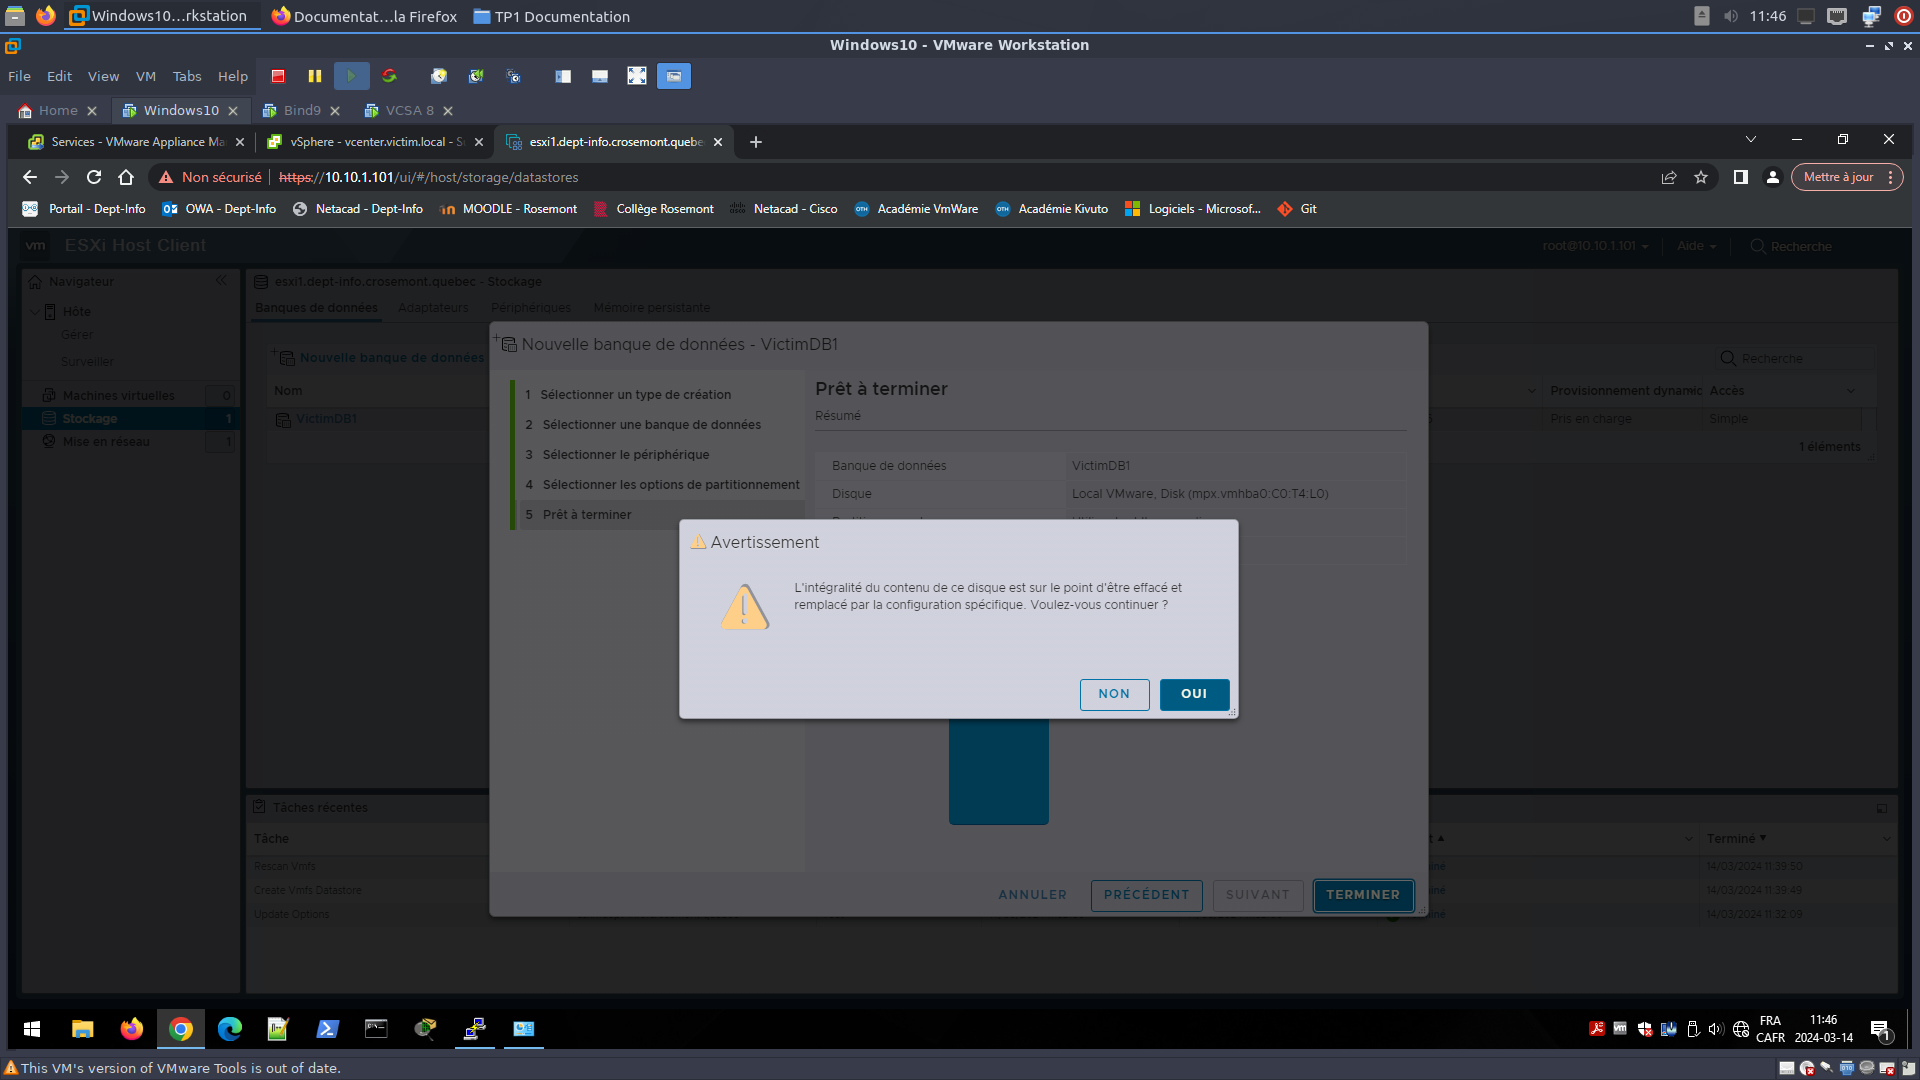 Windows10...rkstation
Documentat...la Firefox
TP1 Documentation
11:46
Windows10 - VMware Workstation
File Edit View VM Tabs Help
Home
Windows10
Bind9
VCSA 8
Services - VMware Appliance Ma
vSphere - vcenter.victim.local - S
esxi1.dept-info.crosemont.quebe
Non sécurisé
https://10.10.1.101/ui/#/host/storage/datastores
Mettre à jour
Portail - Dept-Info
OWA - Dept-Info
Netacad - Dept-Info
MOODLE - Rosemont
Collège Rosemont
Netacad - Cisco
Académie VmWare
Académie Kivuto
Logiciels - Microsof...
Git
vm ESXi Host Client
root@10.10.1.101
Aide
Recherche
Navigateur
Hôte
Gérer
Surveiller
Machines virtuelles 0
Stockage 1
Mise en réseau 1
esxi1.dept-info.crosemont.quebec - Stockage
Banques de données
Adaptateurs
Périphériques
Mémoire persistante
Nouvelle banque de données
Recherche
Nom
Provisionnement dynamic
Accès
VictimDB1
Pris en charge
Simple
1 éléments
Nouvelle banque de données - VictimDB1
1 Sélectionner un type de création
2 Sélectionner une banque de données
3 Sélectionner le périphérique
4 Sélectionner les options de partitionnement
5 Prêt à terminer
Prêt à terminer
Résumé
Banque de données VictimDB1
Disque Local VMware, Disk (mpx.vmhba0:C0:T4:L0)
Avertissement
L'intégralité du contenu de ce disque est sur le point d'être effacé et
remplacé par la configuration spécifique. Voulez-vous continuer ?
NON
OUI
ANNULER
PRÉCÉDENT
SUIVANT
TERMINER
Tâches récentes
Tâche
Terminé
Rescan Vmfs
14/03/2024 11:39:50
Create Vmfs Datastore
14/03/2024 11:39:49
Update Options
14/03/2024 11:32:09
FRA
CAFR
11:46
2024-03-14
1
This VM's version of VMware Tools is out of date.